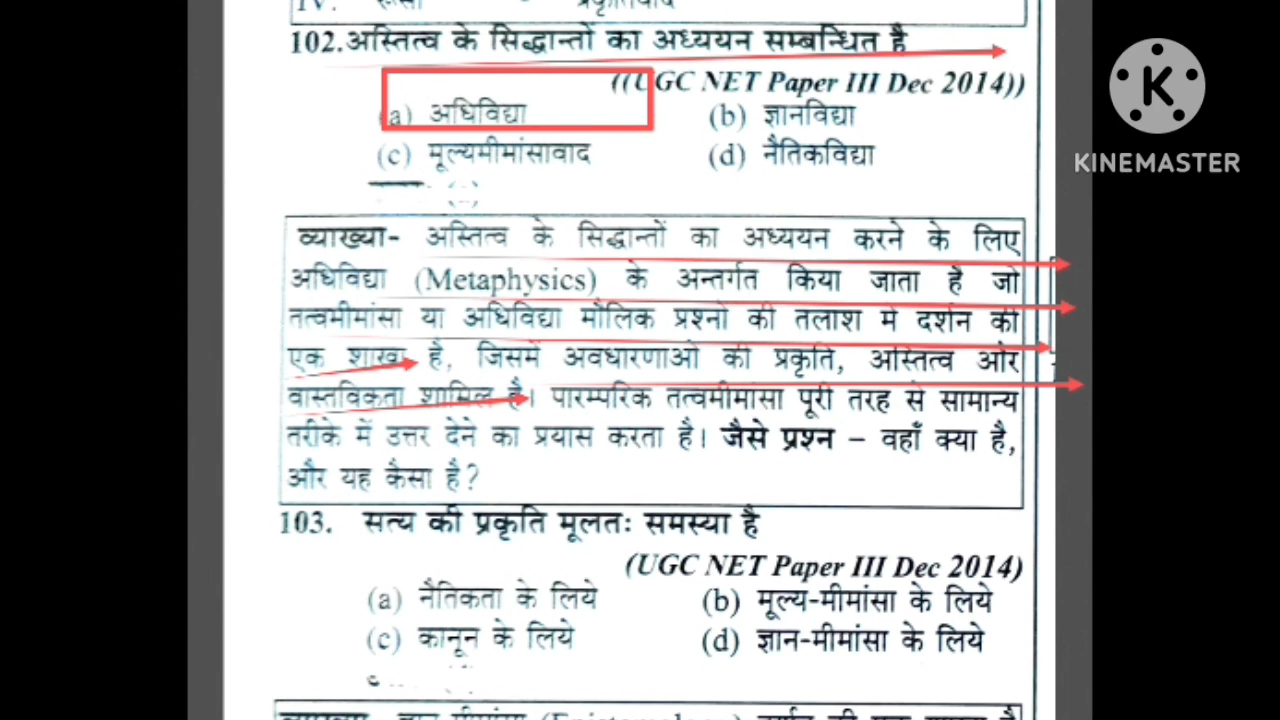 IV.
102.अस्तित्व के सिद्धान्तों का अध्ययन सम्बन्धित है
((UGC NET Paper III Dec 2014))
(a) अधिविद्या (b) ज्ञानविद्या
(c) मूल्यमीमांसावाद (d) नैतिकविद्या
व्याख्या- अस्तित्व के सिद्धान्तों का अध्ययन करने के लिए
अधिविद्या (Metaphysics) के अन्तर्गत किया जाता है जो
तत्वमीमांसा या अधिविद्या मौलिक प्रश्नो की तलाश मे दर्शन की
एक शाखा है, जिसमें अवधारणाओ की प्रकृति, अस्तित्व और
वास्तविकता शामिल है। पारम्परिक तत्वमीमांसा पूरी तरह से सामान्य
तरीके में उत्तर देने का प्रयास करता है। जैसे प्रश्न – वहाँ क्या है,
और यह कैसा है?
103. सत्य की प्रकृति मूलतः समस्या है
(UGC NET Paper III Dec 2014)
(a) नैतिकता के लिये (b) मूल्य-मीमांसा के लिये
(c) कानून के लिये (d) ज्ञान-मीमांसा के लिये
K
KINEMASTER